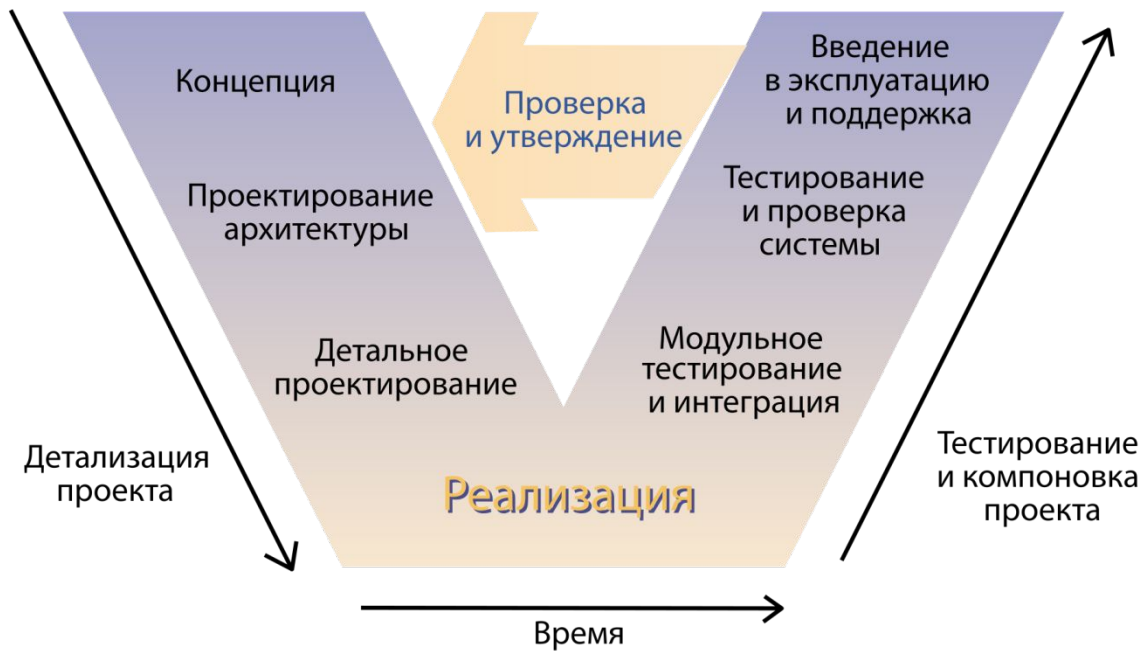 Концепция
Проектирование
архитектуры
Детальное
проектирование
Реализация
Проверка
и утверждение
Введение
в эксплуатацию
и поддержка
Тестирование
и проверка
системы
Модульное
тестирование
и интеграция
Детализация
проекта
Время
Тестирование
и компоновка
проекта